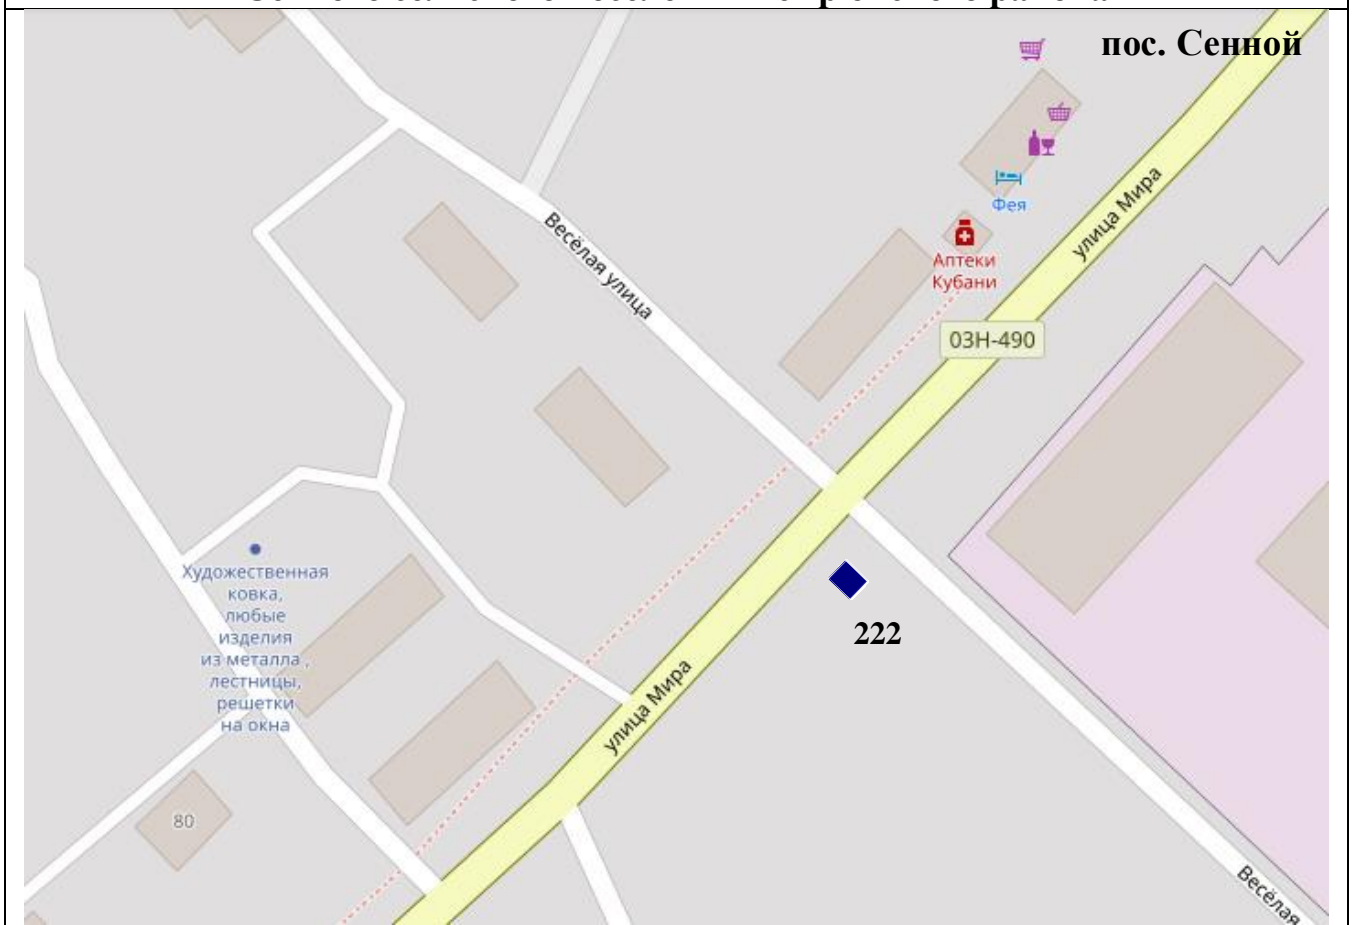 пос. Сенной
Фея
улица Мира
Аптеки
Кубани
Весёлая улица
03Н-490
Художественная
ковка,
любые
изделия
из металла ,
лестницы,
решетки
на окна
222
улица Мира
80
Весёлая